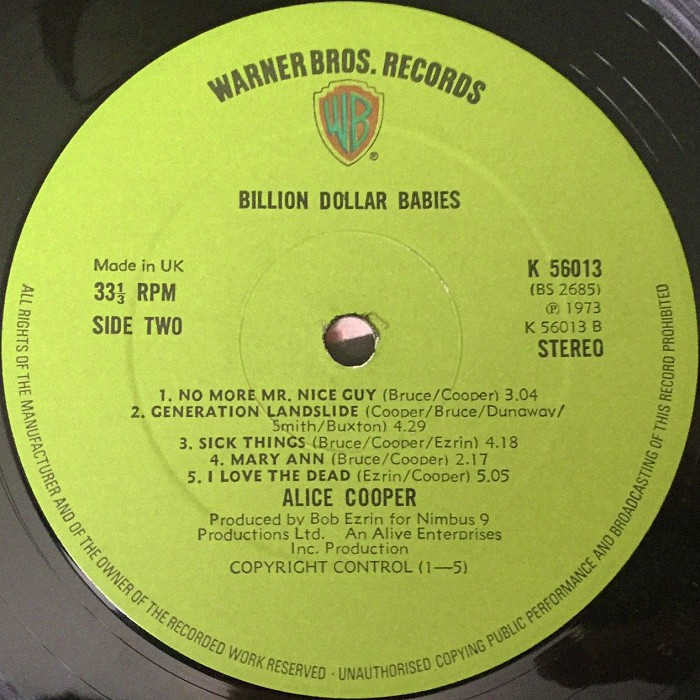 WARNER BROS. RECORDS
WB
®
BILLION DOLLAR BABIES
Made in UK
33⅓ RPM
SIDE TWO
K 56013
(BS 2685)
℗ 1973
K 56013 B
STEREO
1. NO MORE MR. NICE GUY (Bruce/Cooper) 3.04
2. GENERATION LANDSLIDE (Cooper/Bruce/Dunaway/
Smith/Buxton) 4.29
3. SICK THINGS (Bruce/Cooper/Ezrin) 4.18
4. MARY ANN (Bruce/Cooper) 2.17
5. I LOVE THE DEAD (Ezrin/Cooper) 5.05
ALICE COOPER
Produced by Bob Ezrin for Nimbus 9
Productions Ltd. An Alive Enterprises
Inc. Production
COPYRIGHT CONTROL (1—5)
ALL RIGHTS OF THE MANUFACTURER AND OF THE OWNER OF THE RECORDED WORK RESERVED · UNAUTHORISED COPYING PUBLIC PERFORMANCE AND BROADCASTING OF THIS RECORD PROHIBITED